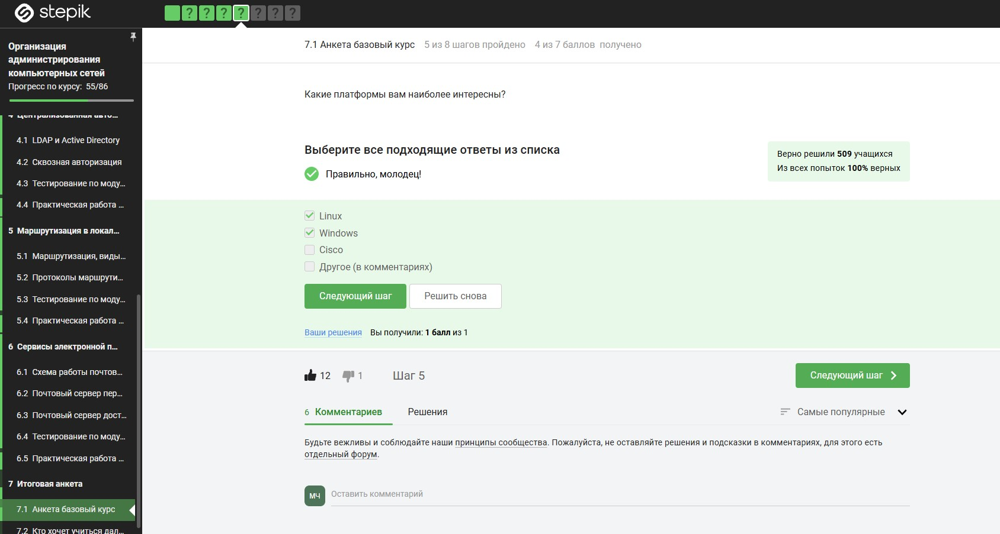 stepik
? ? ? ? ? ? ?
Организация
администрирования
компьютерных сетей
Прогресс по курсу: 55/86
4 Централизованная авто...
4.1 LDAP и Active Directory
4.2 Сквозная авторизация
4.3 Тестирование по моду...
4.4 Практическая работа ...
5 Маршрутизация в локал...
5.1 Маршрутизация, виды...
5.2 Протоколы маршрути...
5.3 Тестирование по моду...
5.4 Практическая работа ...
6 Сервисы электронной п...
6.1 Схема работы почтов...
6.2 Почтовый сервер пер...
6.3 Почтовый сервер дост...
6.4 Тестирование по моду...
6.5 Практическая работа ...
7 Итоговая анкета
7.1 Анкета базовый курс
7.2 Кто хочет учиться дал...
7.1 Анкета базовый курс 5 из 8 шагов пройдено 4 из 7 баллов получено
Какие платформы вам наиболее интересны?
Выберите все подходящие ответы из списка
Правильно, молодец!
Верно решили 509 учащихся
Из всех попыток 100% верных
Linux
Windows
Cisco
Другое (в комментариях)
Следующий шаг Решить снова
Ваши решения Вы получили: 1 балл из 1
12 1 Шаг 5 Следующий шаг
6 Комментариев Решения Самые популярные
Будьте вежливы и соблюдайте наши принципы сообщества. Пожалуйста, не оставляйте решения и подсказки в комментариях, для этого есть
отдельный форум.
МЧ Оставить комментарий